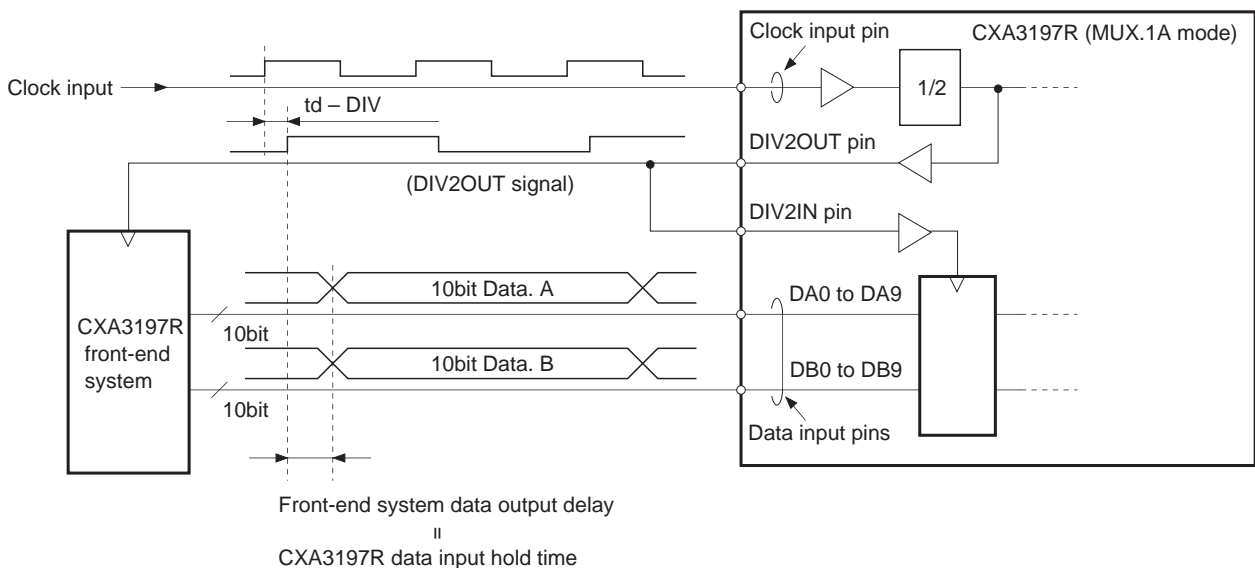 Clock input pin
CXA3197R (MUX.1A mode)
Clock input
1/2
td – DIV
DIV2OUT pin
(DIV2OUT signal)
DIV2IN pin
10bit Data. A
DA0 to DA9
CXA3197R
front-end
system
10bit
10bit Data. B
DB0 to DB9
10bit
Data input pins
Front-end system data output delay
=
CXA3197R data input hold time